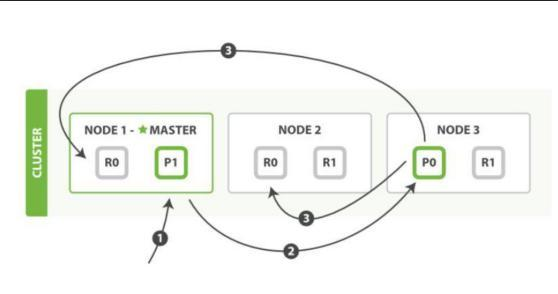 3
NODE 1 - ★ MASTER
NODE 2
NODE 3
CLUSTER
R0
P1
R0
R1
P0
R1
1
3
2